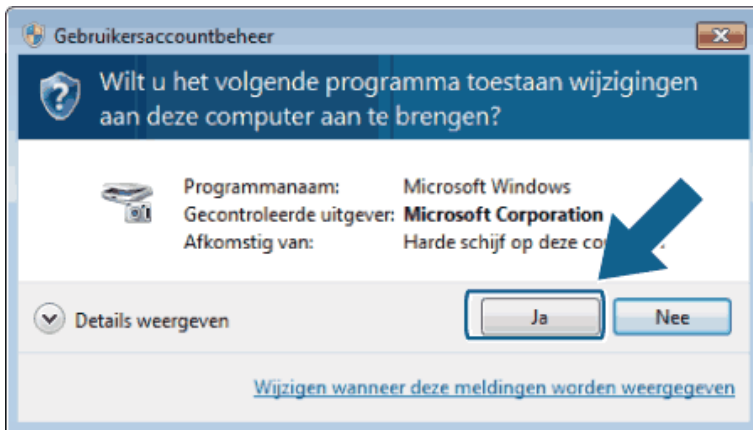 Gebruikersaccountbeheer
Wilt u het volgende programma toestaan wijzigingen
aan deze computer aan te brengen?
Programmanaam: Microsoft Windows
Gecontroleerde uitgever: Microsoft Corporation
Afkomstig van: Harde schijf op deze
Details weergeven
Ja Nee
Wijzigen wanneer deze meldingen worden weergegeven